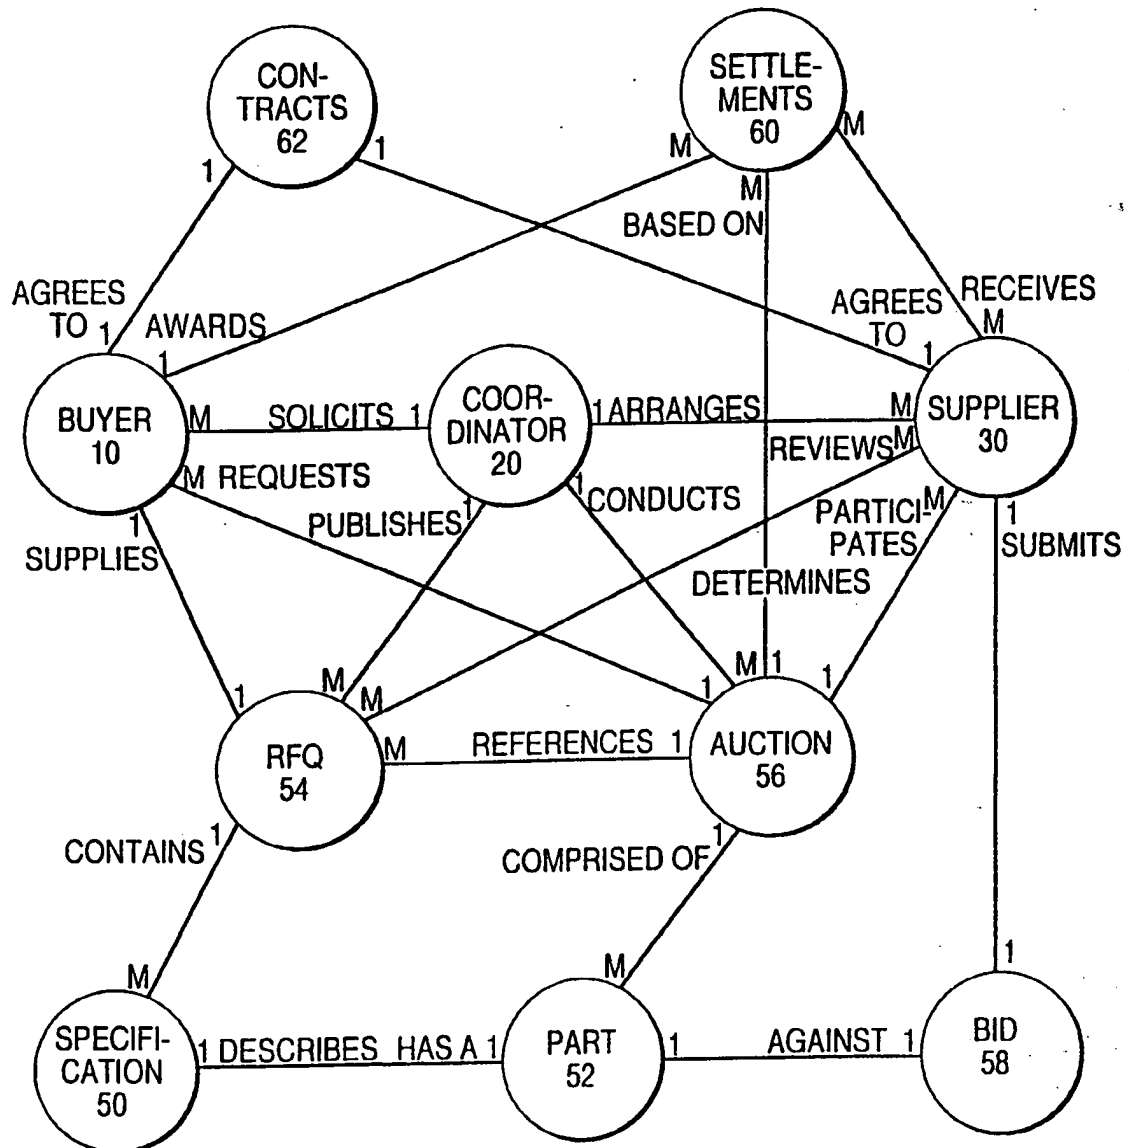 CON-
TRACTS
62
SETTLE-
MENTS
60
1
1
M
M
M
BASED ON
AGREES
TO
1
AWARDS
1
AGREES
TO
1
RECEIVES
M
BUYER
10
M
SOLICITS
1
COOR-
DINATOR
20
1
ARRANGES
M
SUPPLIER
30
REVIEWS
M
M
REQUESTS
PUBLISHES
1
1
CONDUCTS
PARTICI-
PATES
M
1
SUBMITS
1
SUPPLIES
DETERMINES
1
M
M
1
M
1
1
RFQ
54
M
REFERENCES
1
AUCTION
56
CONTAINS
1
COMPRISED OF
1
M
M
1
SPECIFI-
CATION
50
1
DESCRIBES
HAS A
1
PART
52
1
AGAINST
1
BID
58